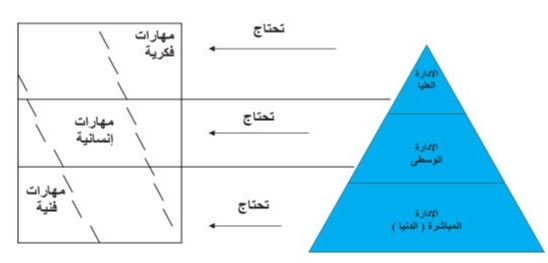 تحتاج
مهارات
فكرية
الإدارة
العليا
تحتاج
مهارات
إنسانية
الإدارة
الوسطى
تحتاج
مهارات
فنية
الإدارة
المباشرة ( الدنيا )